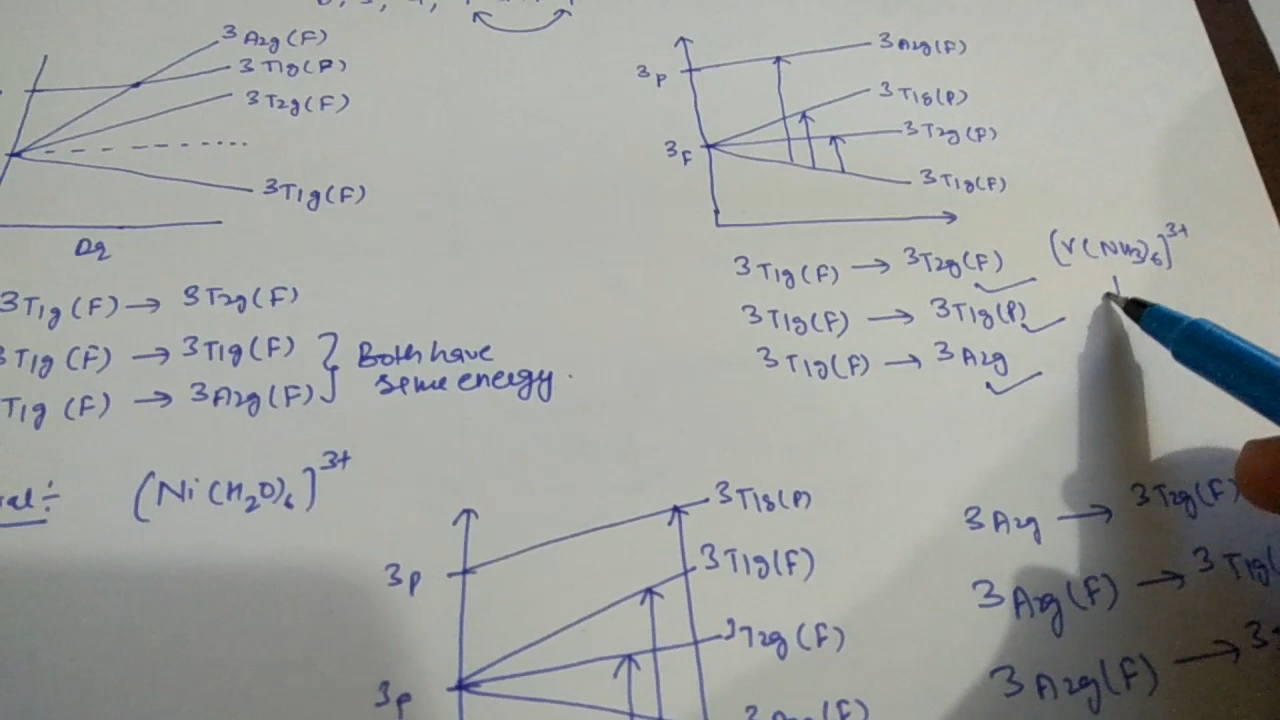 3A2g(F)
3T1g(P)
3T2g(F)
3T1g(F)
Dq
3T1g(F) → 3T2g(F)
3T1g(F) → 3T1g(F)
T1g(F) → 3A2g(F)
Both have
same energy.
3A2g(F)
3P
3T1g(P)
3T2g(P)
3F
3T1g(F)
3T1g(F) → 3T2g(F)
(V(NH3)6]3+
3T1g(F) → 3T1g(P)
3T1g(F) → 3A2g
(Ni(H2O)6]3+
3T1g(P)
3P
3T1g(F)
3T2g(F)
3P
3A2g(F)
3A2g → 3T2g(F)
3A2g(F) → 3T1g(
3A2g(F) → 3